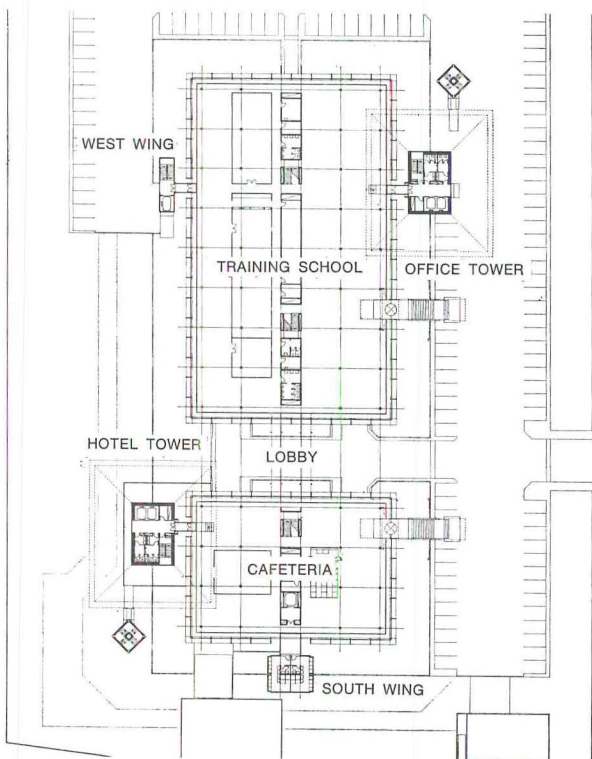 WEST WING
TRAINING SCHOOL
OFFICE TOWER
HOTEL TOWER
LOBBY
CAFETERIA
SOUTH WING